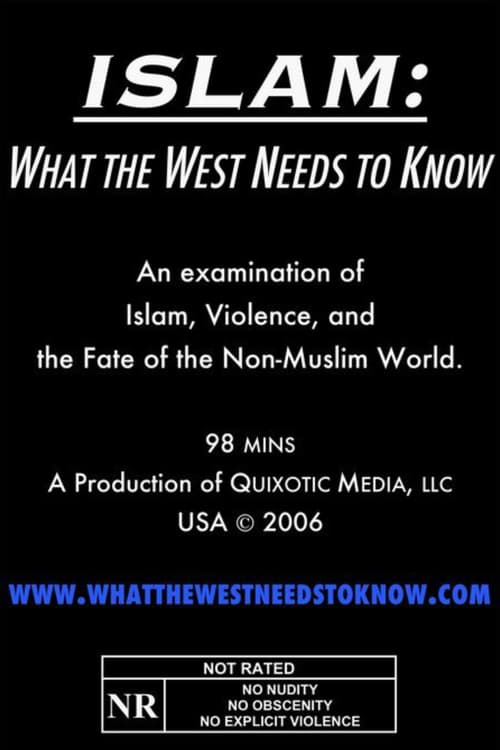 ISLAM:
WHAT THE WEST NEEDS TO KNOW
An examination of
Islam, Violence, and
the Fate of the Non-Muslim World.
98 MINS
A Production of QUIXOTIC MEDIA, LLC
USA © 2006
WWW.WHATTHEWESTNEEDSTOKNOW.COM
NOT RATED
NR
NO NUDITY
NO OBSCENITY
NO EXPLICIT VIOLENCE